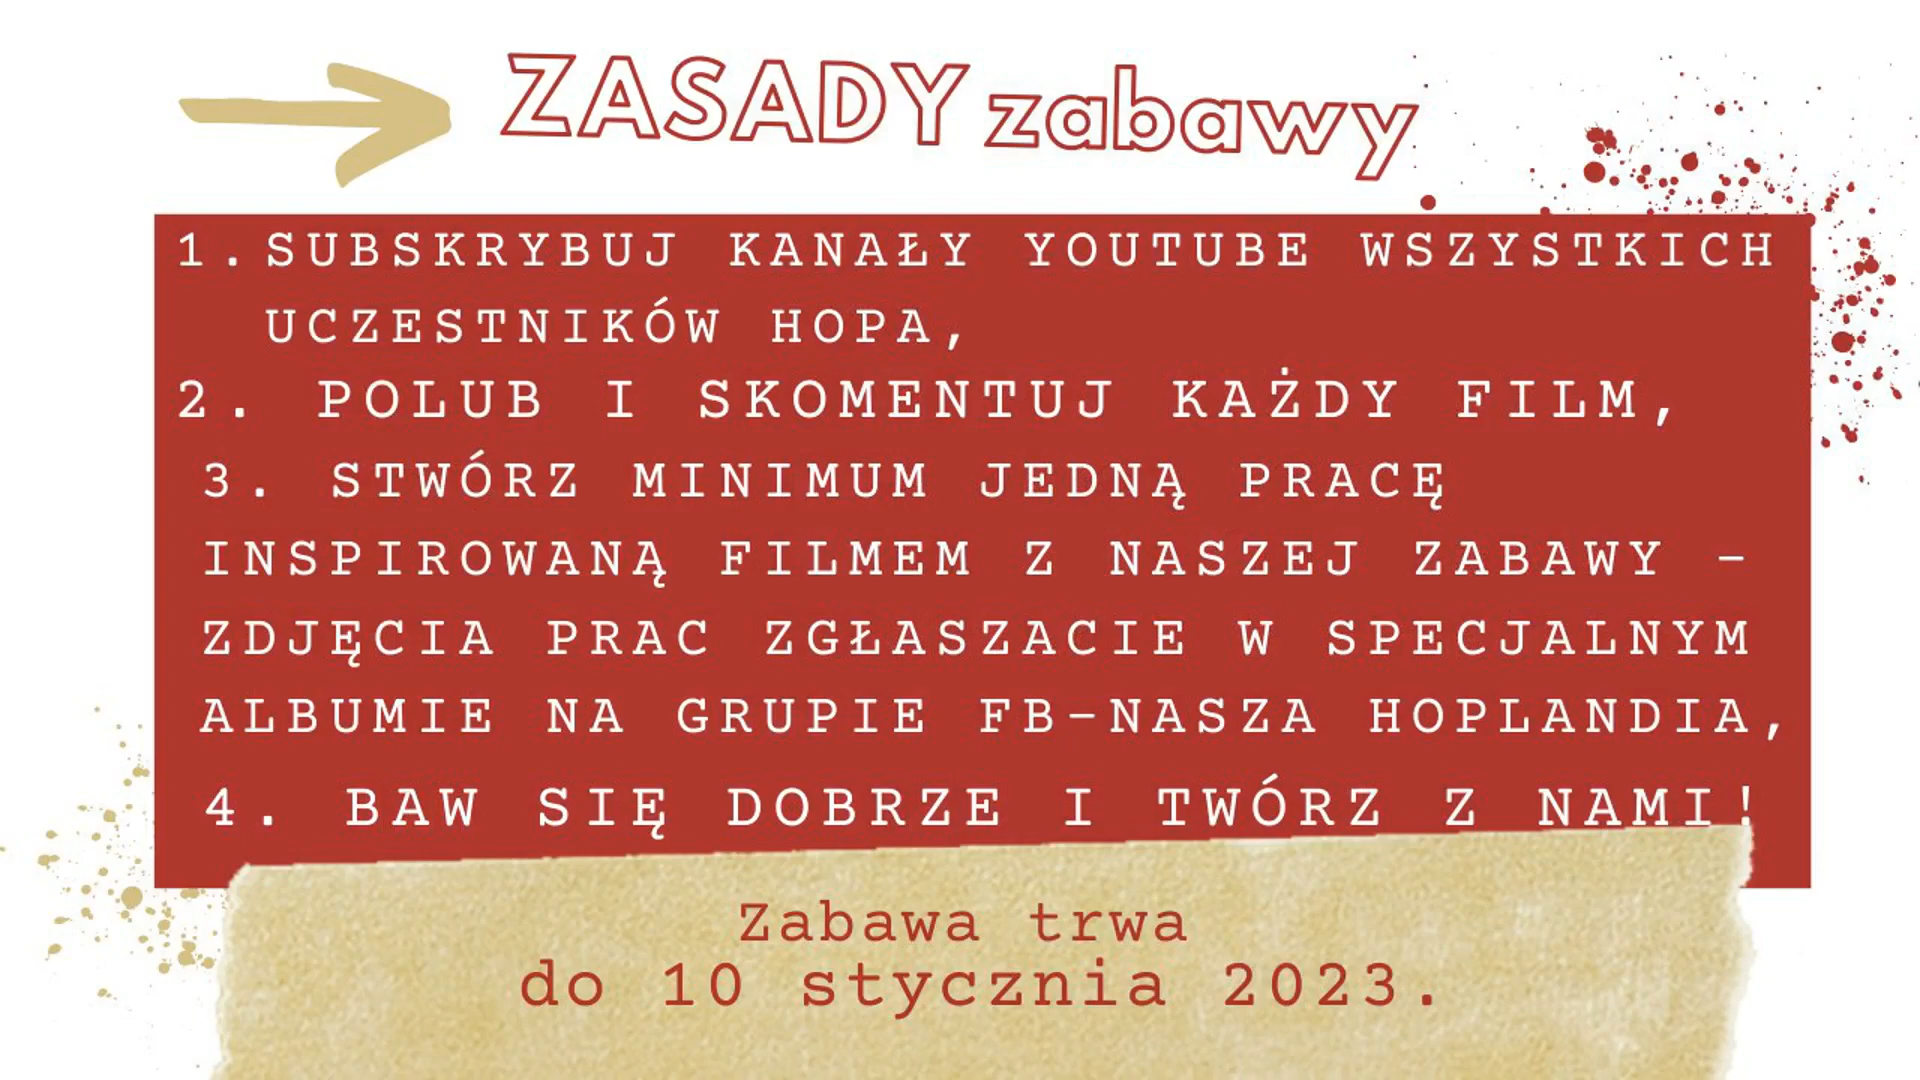 ZASADY zabawy
1. SUBSKRYBUJ KANAŁY YOUTUBE WSZYSTKICH
UCZESTNIKÓW HOPA,
2. POLUB I SKOMENTUJ KAŻDY FILM,
3. STWÓRZ MINIMUM JEDNĄ PRACĘ
INSPIROWANĄ FILMEM Z NASZEJ ZABAWY -
ZDJĘCIA PRAC ZGŁASZACIE W SPECJALNYM
ALBUMIE NA GRUPIE FB-NASZA HOPLANDIA,
4. BAW SIĘ DOBRZE I TWÓRZ Z NAMI!
Zabawa trwa
do 10 stycznia 2023.